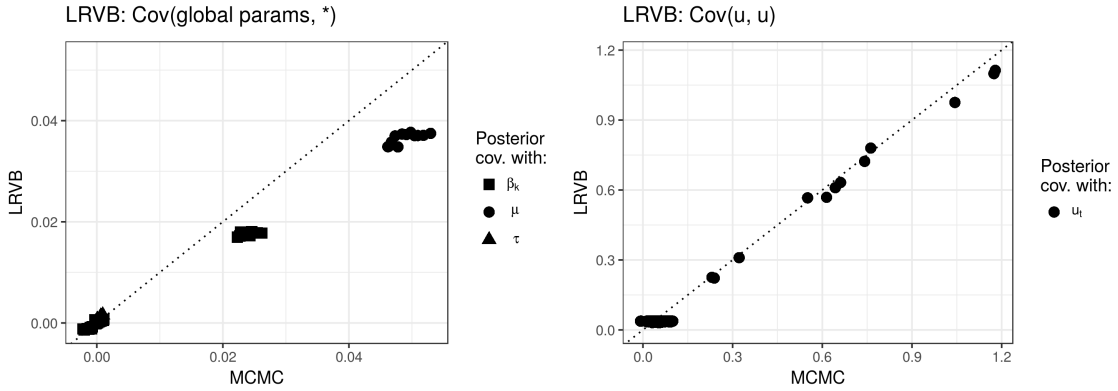 LRVB: Cov(global params, *)
LRVB
0.04
0.02
0.00
0.00 0.02 0.04
MCMC
Posterior
cov. with:
βk
μ
τ
LRVB: Cov(u, u)
LRVB
1.2
0.9
0.6
0.3
0.0
0.0 0.3 0.6 0.9 1.2
MCMC
Posterior
cov. with:
ut